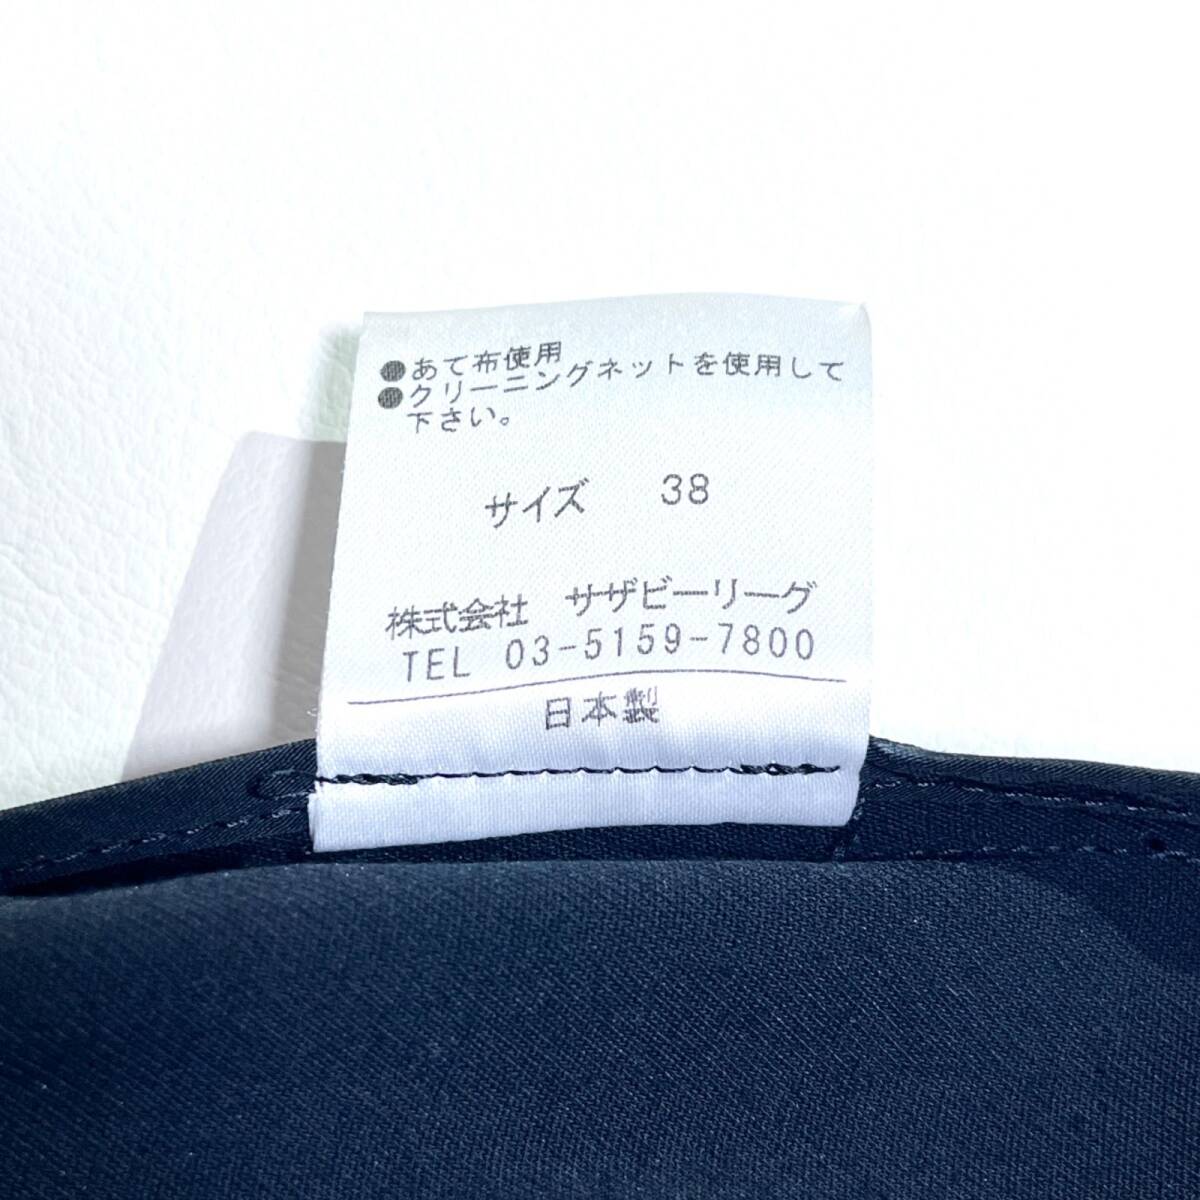 ●あて布使用
●クリーニングネットを使用して
下さい。
サイズ 38
株式会社 サザビーリーグ
TEL 03-5159-7800
日本製